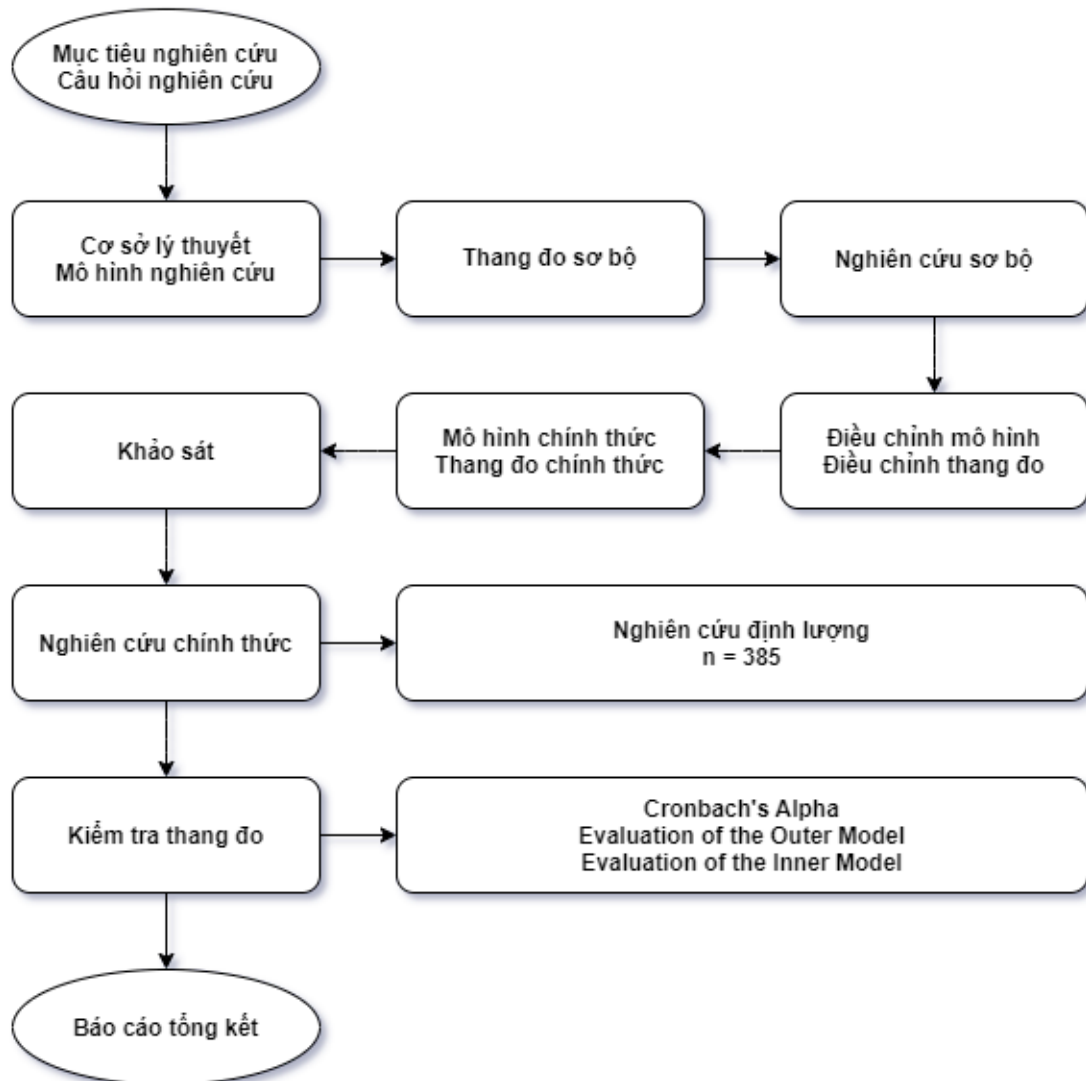 Mục tiêu nghiên cứu
Câu hỏi nghiên cứu
Cơ sở lý thuyết
Mô hình nghiên cứu
Thang đo sơ bộ
Nghiên cứu sơ bộ
Điều chỉnh mô hình
Điều chỉnh thang đo
Mô hình chính thức
Thang đo chính thức
Khảo sát
Nghiên cứu chính thức
Nghiên cứu định lượng
n = 385
Kiểm tra thang đo
Cronbach's Alpha
Evaluation of the Outer Model
Evaluation of the Inner Model
Báo cáo tổng kết